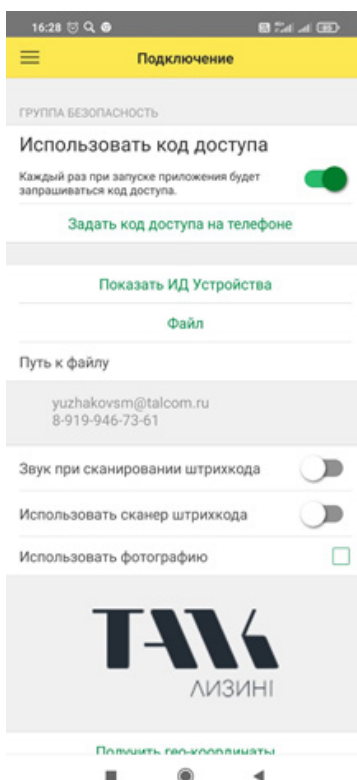 16:28
Подключение
ГРУППА БЕЗОПАСНОСТЬ
Использовать код доступа
Каждый раз при запуске приложения будет
запрашиваться код доступа.
Задать код доступа на телефоне
Показать ИД Устройства
Файл
Путь к файлу
yuzhakovsm@talcom.ru
8-919-946-73-61
Звук при сканировании штрихкода
Использовать сканер штрихкода
Использовать фотографию
ЛИЗИНГ
Получить гео-координаты